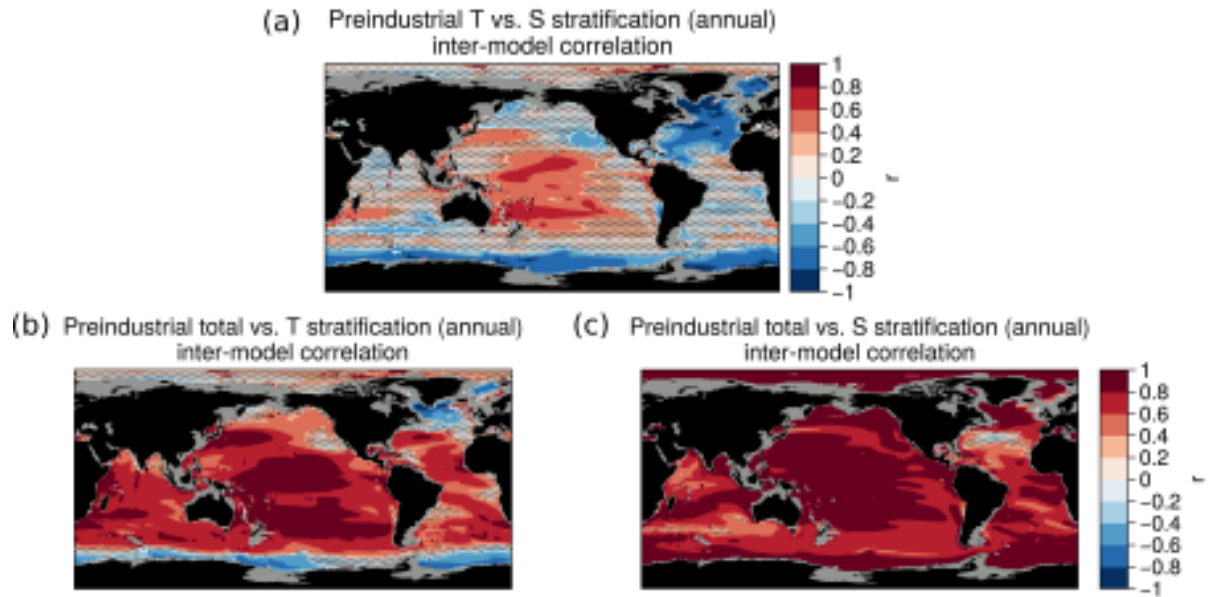 (a) Preindustrial T vs. S stratification (annual)
inter-model correlation
1
0.8
0.6
0.4
0.2
0
−0.2
−0.4
−0.6
−0.8
−1
r
(b) Preindustrial total vs. T stratification (annual)
inter-model correlation
(c) Preindustrial total vs. S stratification (annual)
inter-model correlation
1
0.8
0.6
0.4
0.2
0
−0.2
−0.4
−0.6
−0.8
−1
r